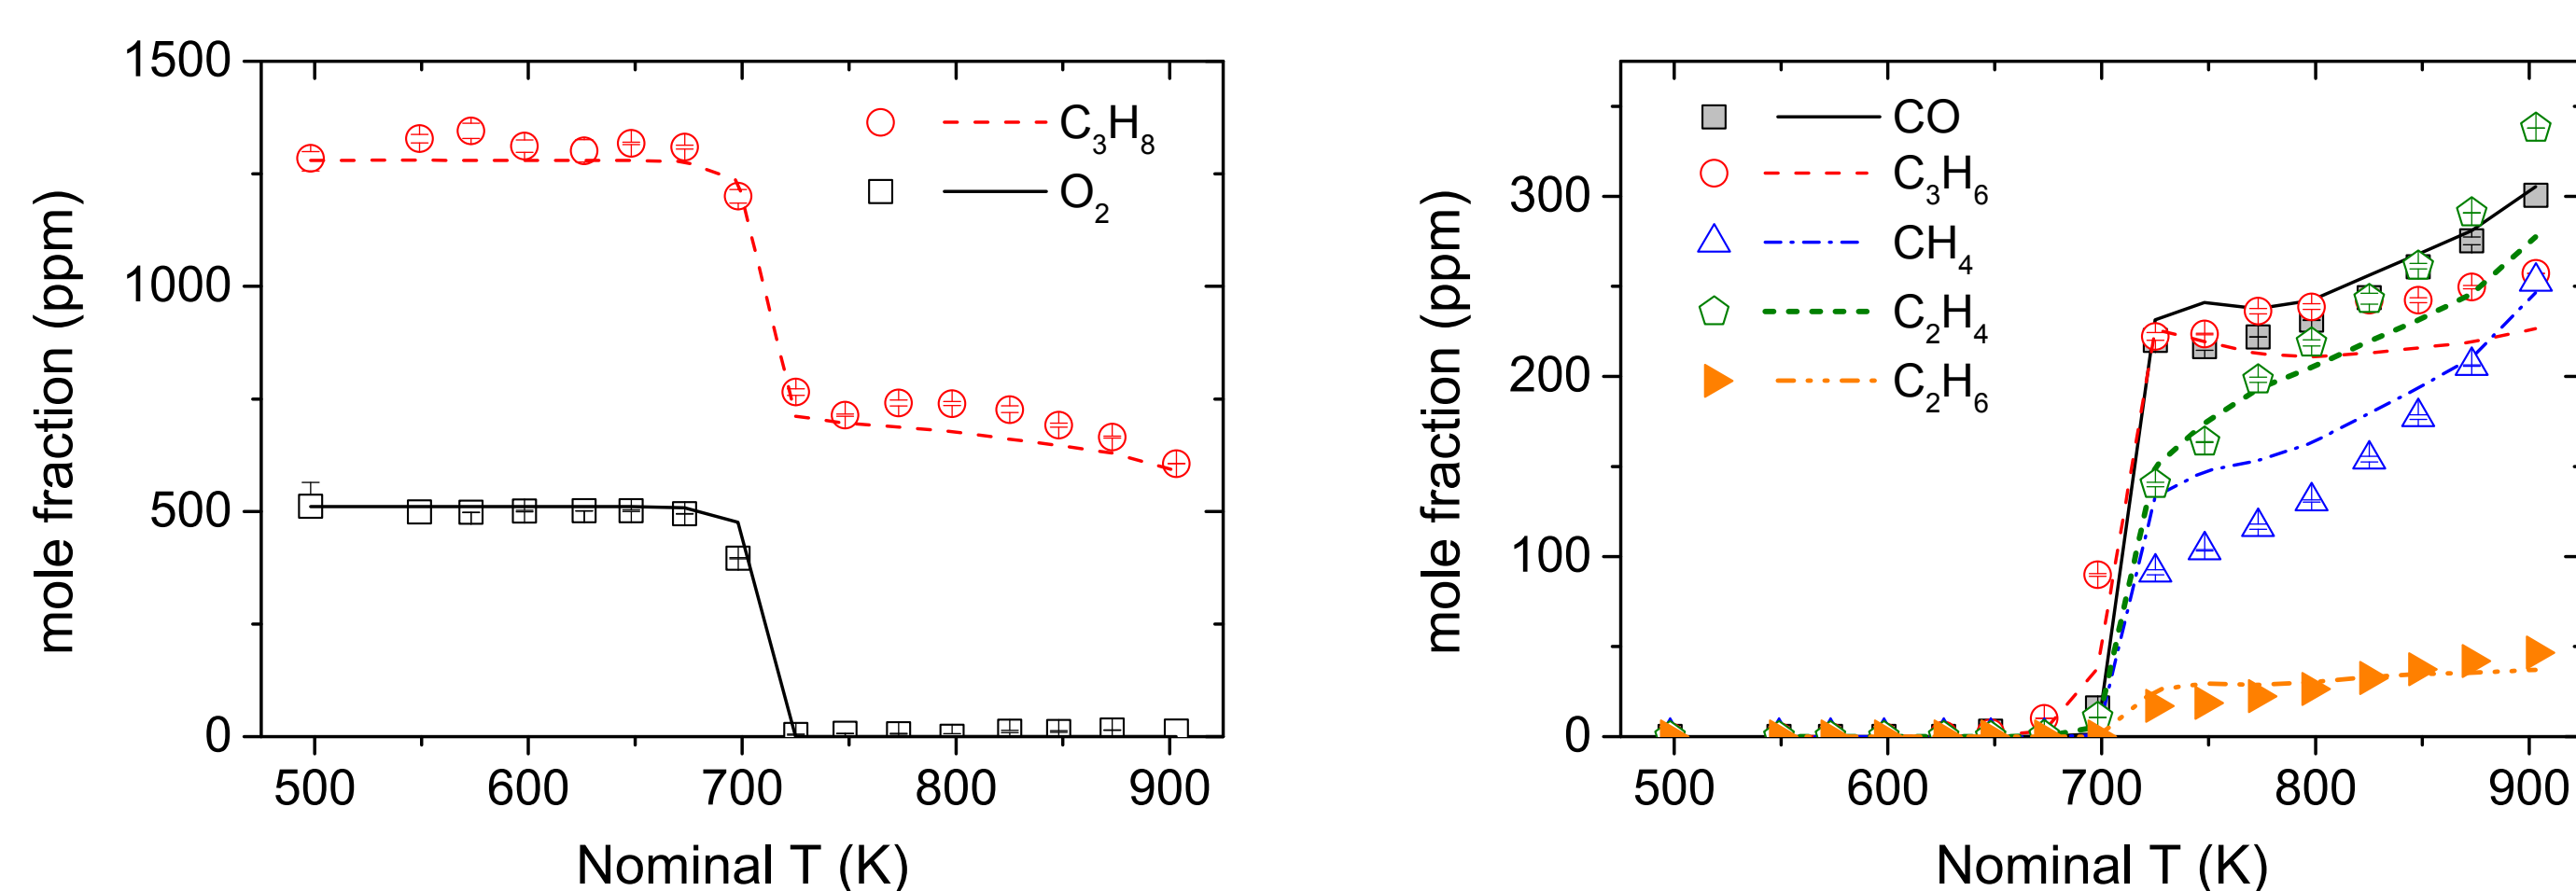 mole fraction (ppm)
1500
1000
500
0
C3H8
O2
500 600 700 800 900
Nominal T (K)
mole fraction (ppm)
300
200
100
0
CO
C3H6
CH4
C2H4
C2H6
500 600 700 800 900
Nominal T (K)